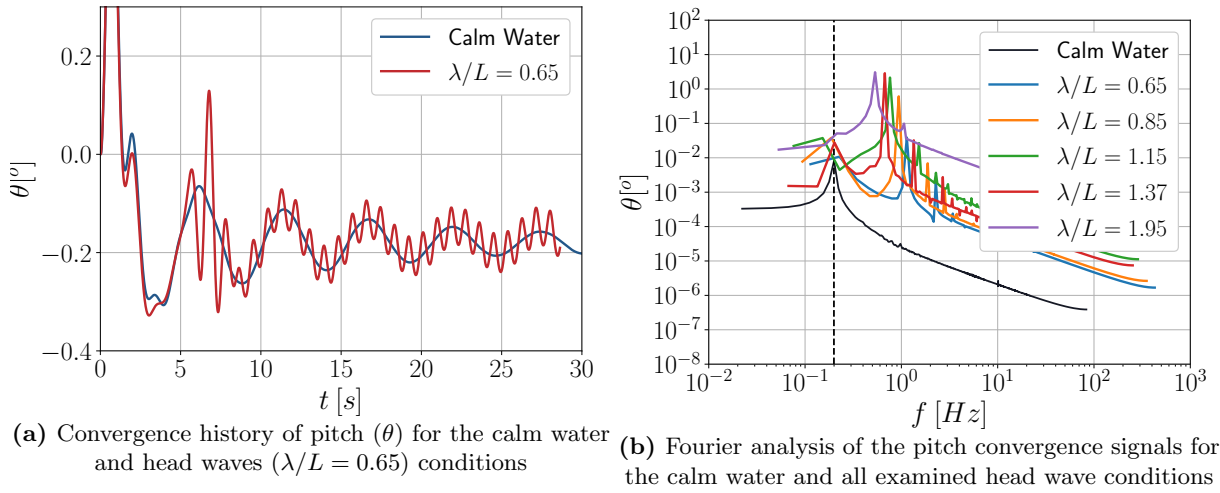 0.2
0.0
−0.2
−0.4
θ[°]
Calm Water
λ/L = 0.65
0 5 10 15 20 25 30
t [s]
(a) Convergence history of pitch (θ) for the calm water
and head waves (λ/L = 0.65) conditions
10²
10¹
10⁰
10⁻¹
10⁻²
10⁻³
10⁻⁴
10⁻⁵
10⁻⁶
10⁻⁷
10⁻⁸
θ[°]
Calm Water
λ/L = 0.65
λ/L = 0.85
λ/L = 1.15
λ/L = 1.37
λ/L = 1.95
10⁻² 10⁻¹ 10⁰ 10¹ 10² 10³
f [Hz]
(b) Fourier analysis of the pitch convergence signals for
the calm water and all examined head wave conditions